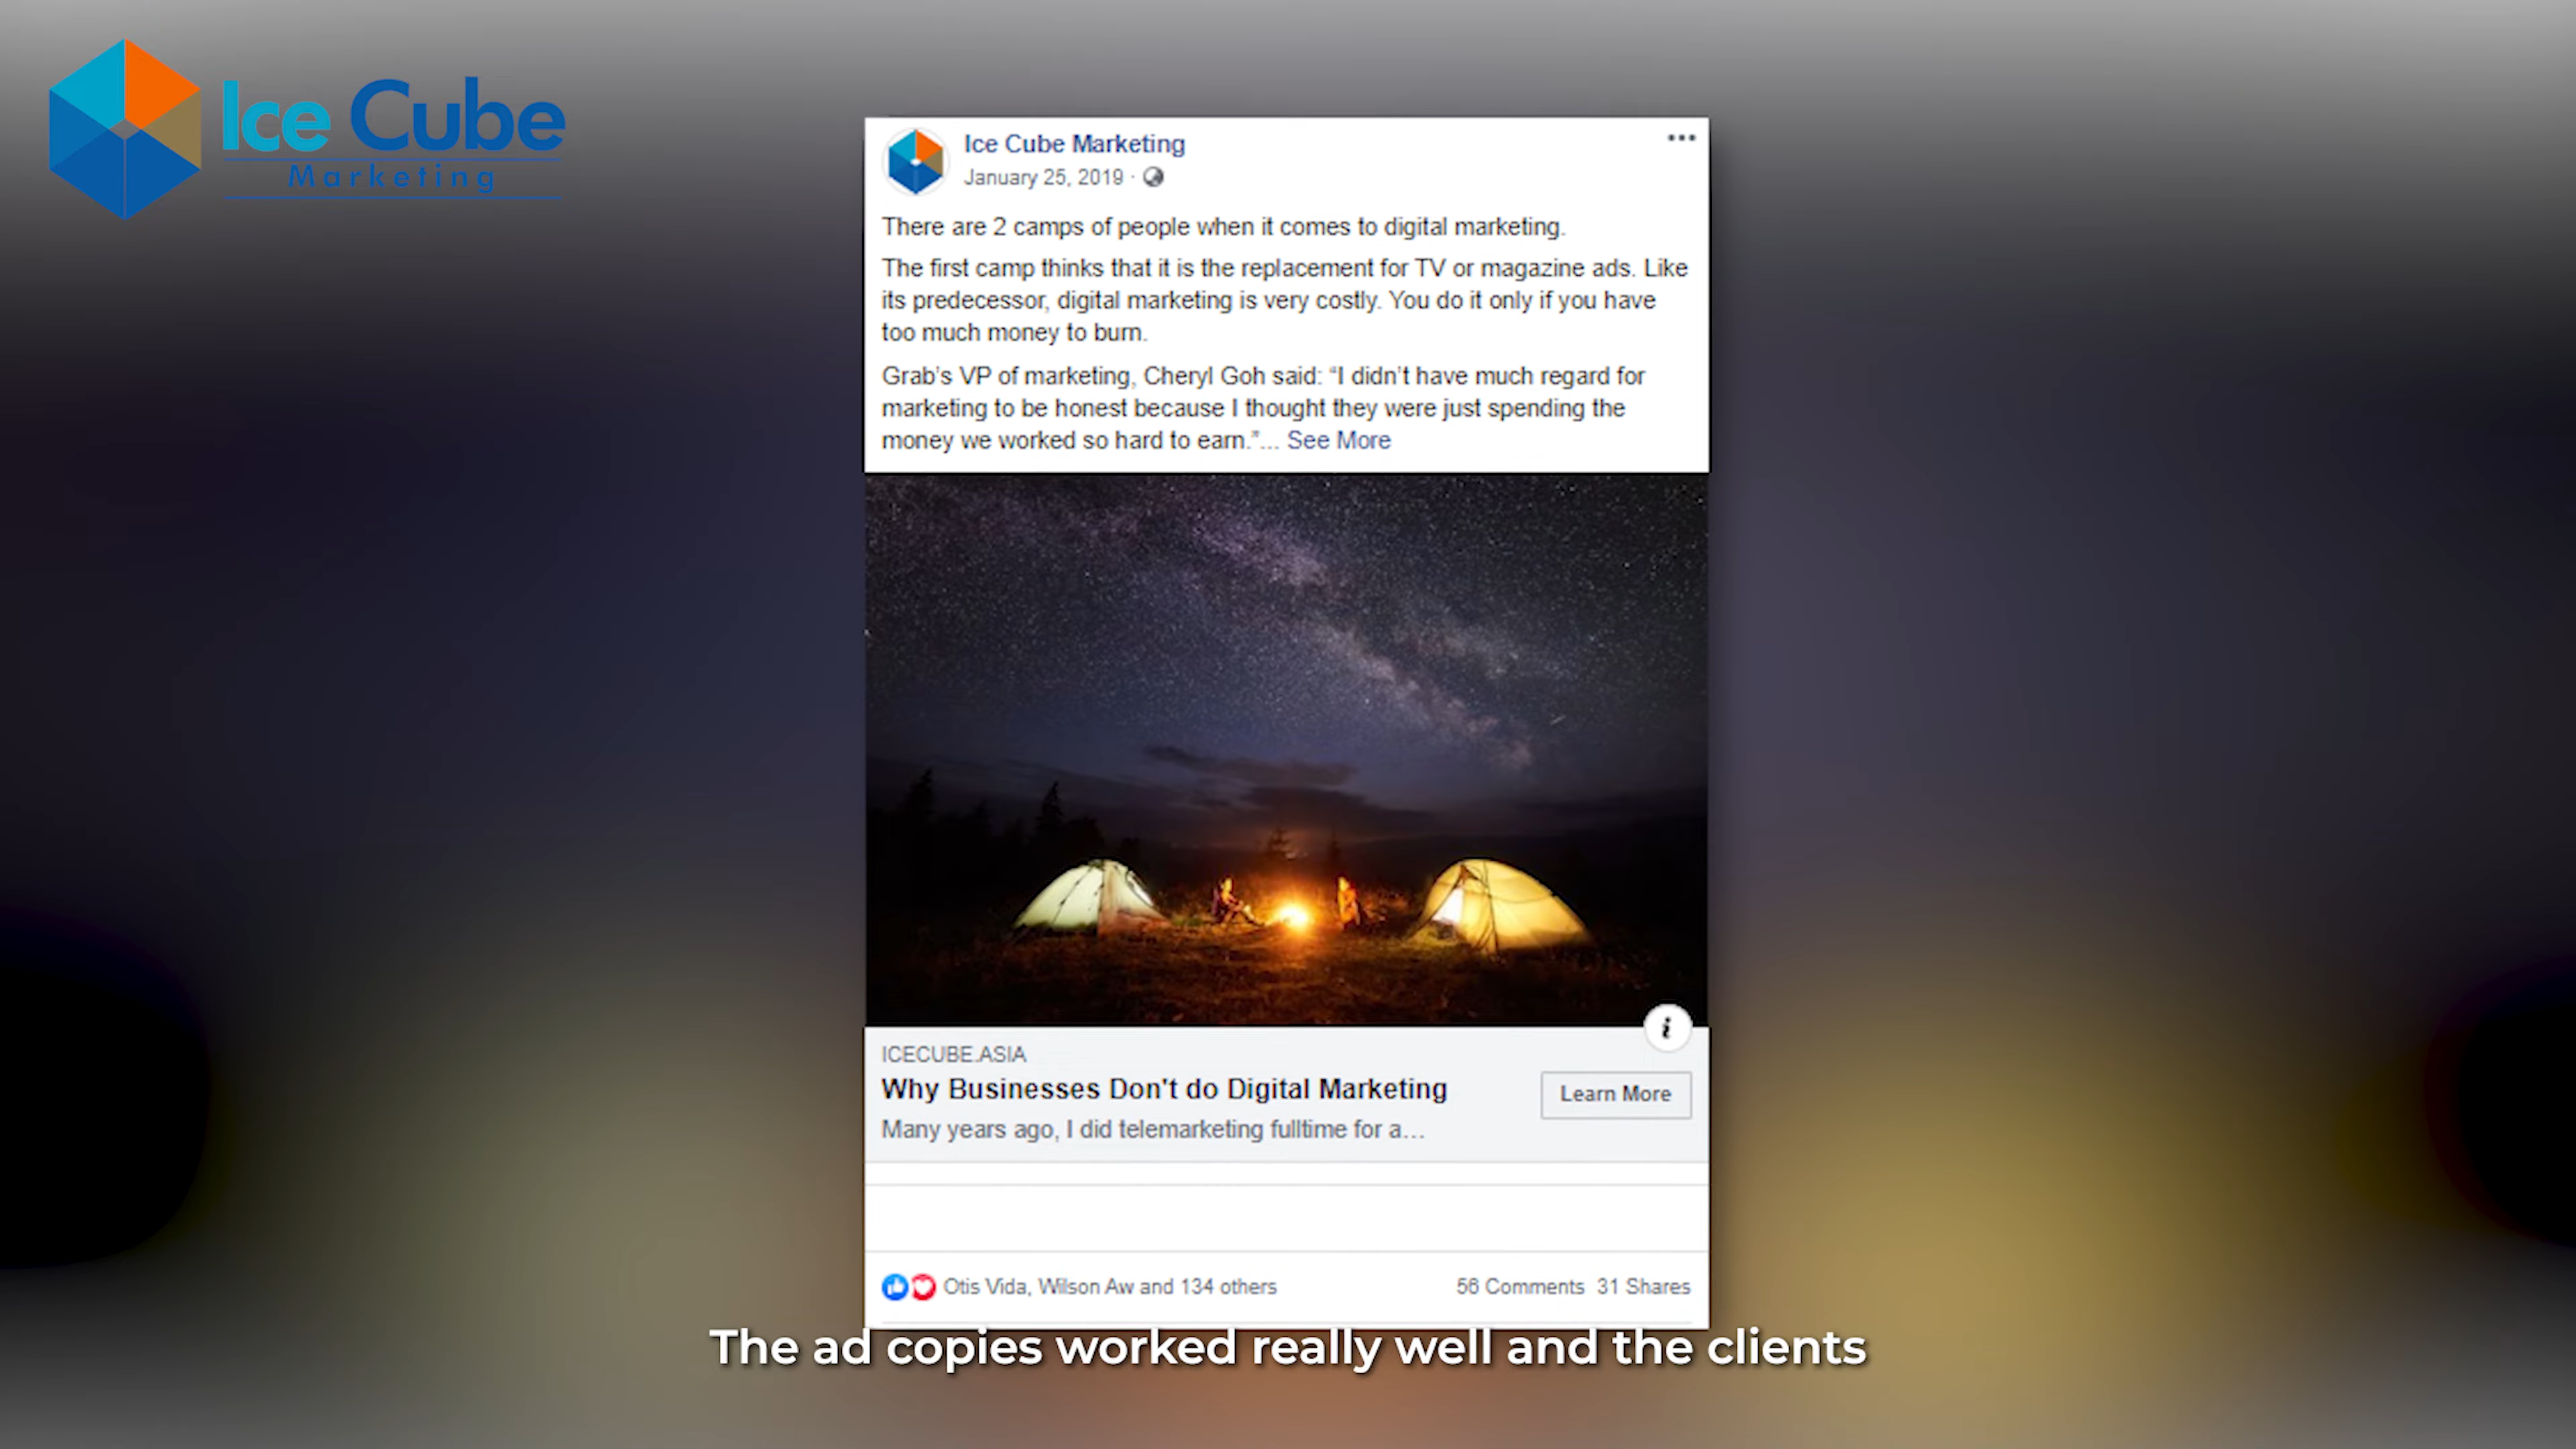 Ice Cube
Marketing
Ice Cube Marketing
January 25, 2019 ·
There are 2 camps of people when it comes to digital marketing.
The first camp thinks that it is the replacement for TV or magazine ads. Like
its predecessor, digital marketing is very costly. You do it only if you have
too much money to burn.
Grab's VP of marketing, Cheryl Goh said: “I didn't have much regard for
marketing to be honest because I thought they were just spending the
money we worked so hard to earn.”... See More
i
ICECUBE.ASIA
Why Businesses Don't do Digital Marketing
Learn More
Many years ago, I did telemarketing fulltime for a...
Otis Vida, Wilson Aw and 134 others
56 Comments 31 Shares
The ad copies worked really well and the clients